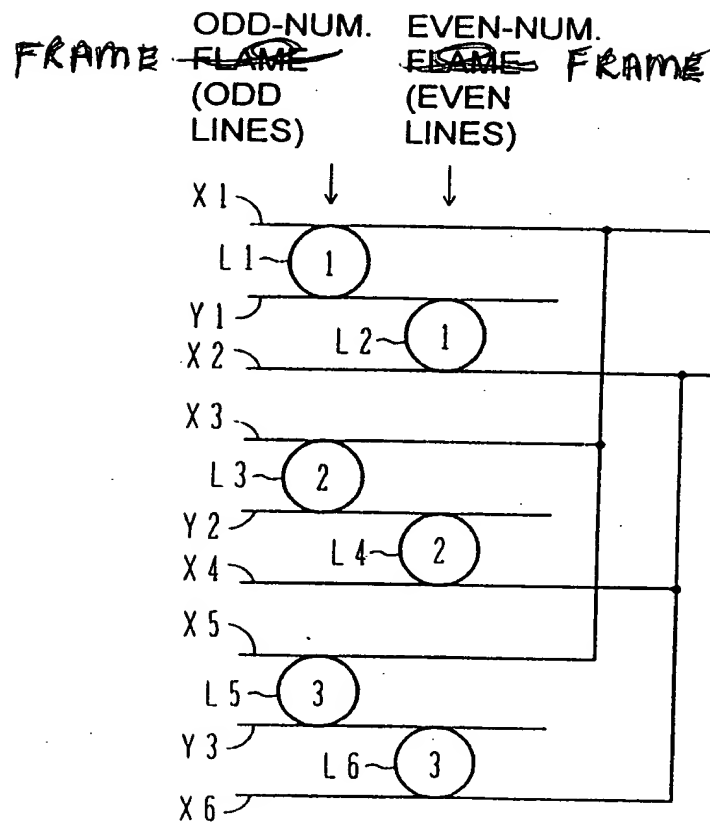 ODD-NUM. EVEN-NUM.
FRAME FLAME FLAME FRAME
(ODD (EVEN
LINES) LINES)
X1
L1 1
Y1
L2 1
X2
X3
L3 2
Y2
L4 2
X4
X5
L5 3
Y3
L6 3
X6